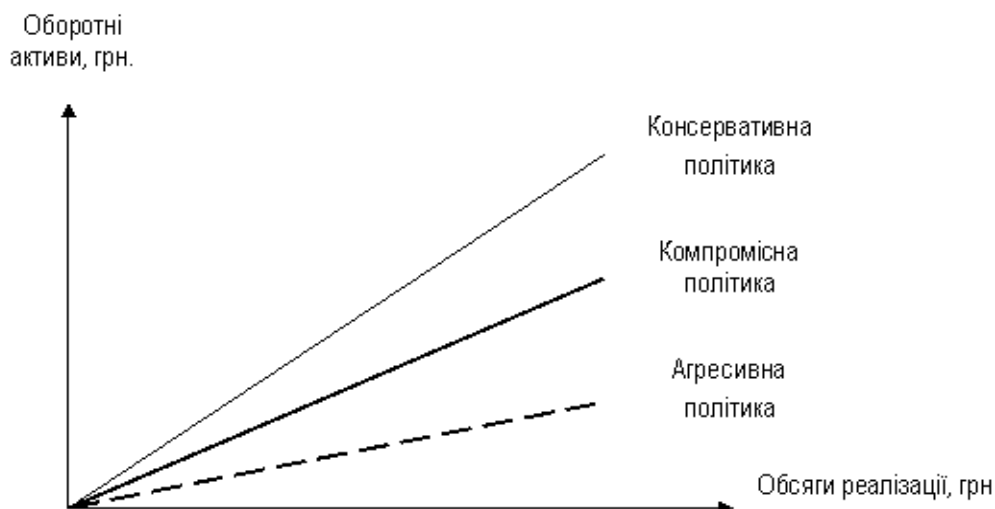 Оборотні
активи, грн.
Консервативна
політика
Компромісна
політика
Агресивна
політика
Обсяги реалізації, грн